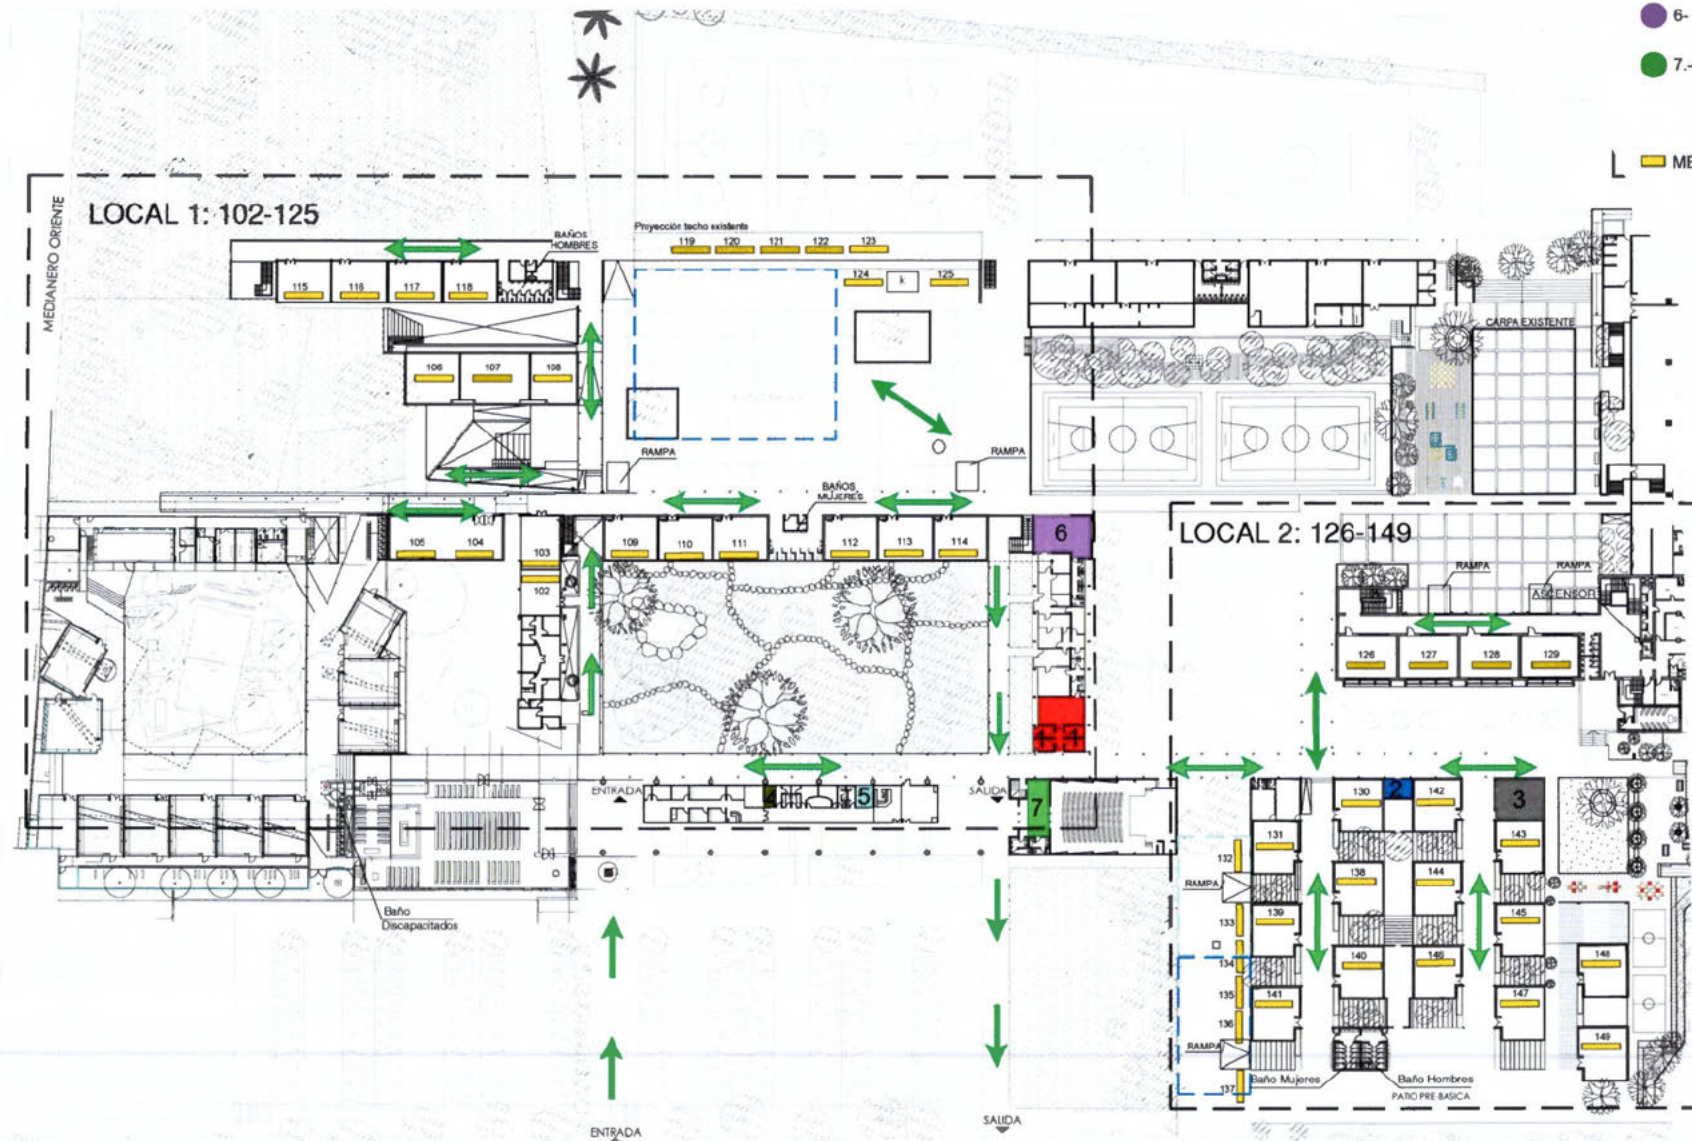 6-
7.-
ME
LOCAL 1: 102-125
MEDIANERO ORIENTE
BAÑOS
HOMBRES
Proyección techo existente
119 120 121 122 123
124 k 125
115 116 117 118
106 107 108
CARPA EXISTENTE
RAMPA
RAMPA
BAÑOS
MUJERES
105 104
103
102
109 110 111 112 113 114
6
LOCAL 2: 126-149
RAMPA
RAMPA
ASCENSOR
126 127 128 129
ENTRADA
4
5
SALIDA
7
130 2 142
3
131
143
132
138 144
RAMPA
133
139
145
134
140 146
148
135
141
147
136
149
RAMPA
137
Baño Mujeres
Baño Hombres
PATIO PRE-BASICA
Baño
Discapacitados
ENTRADA
SALIDA